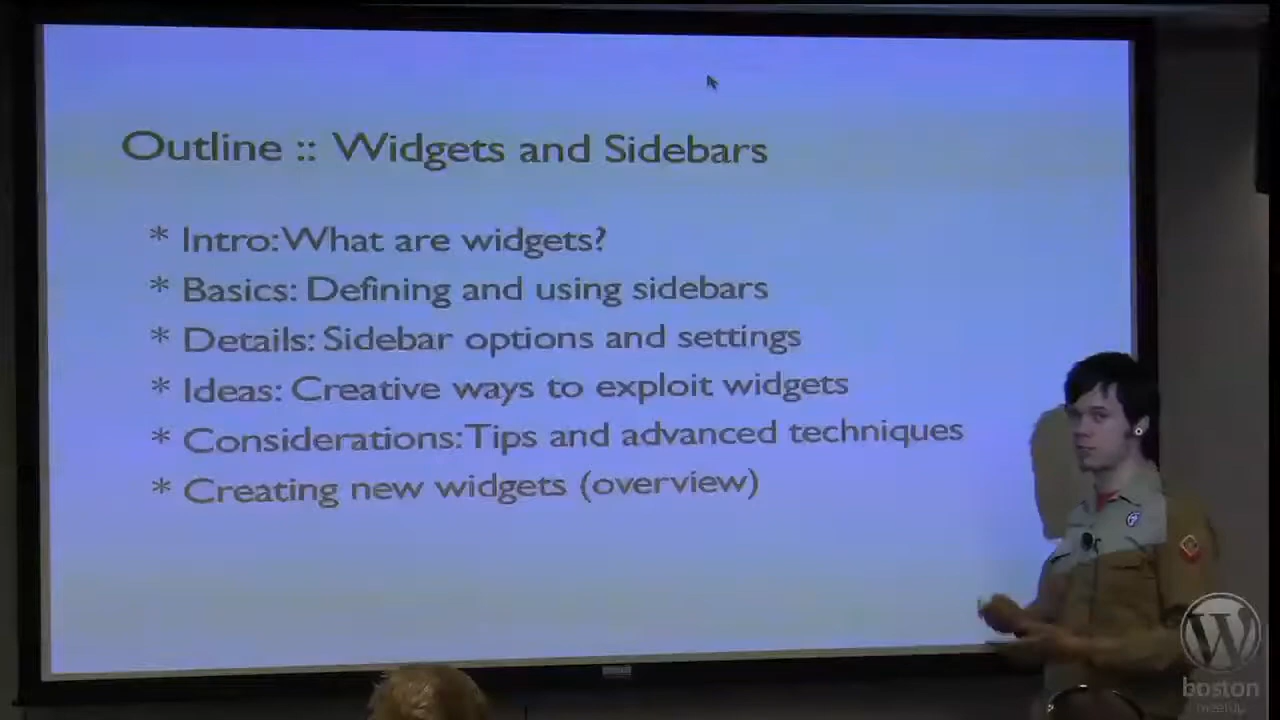 Outline :: Widgets and Sidebars
* Intro: What are widgets?
* Basics: Defining and using sidebars
* Details: Sidebar options and settings
* Ideas: Creative ways to exploit widgets
* Considerations: Tips and advanced techniques
* Creating new widgets (overview)
W
boston
meetup